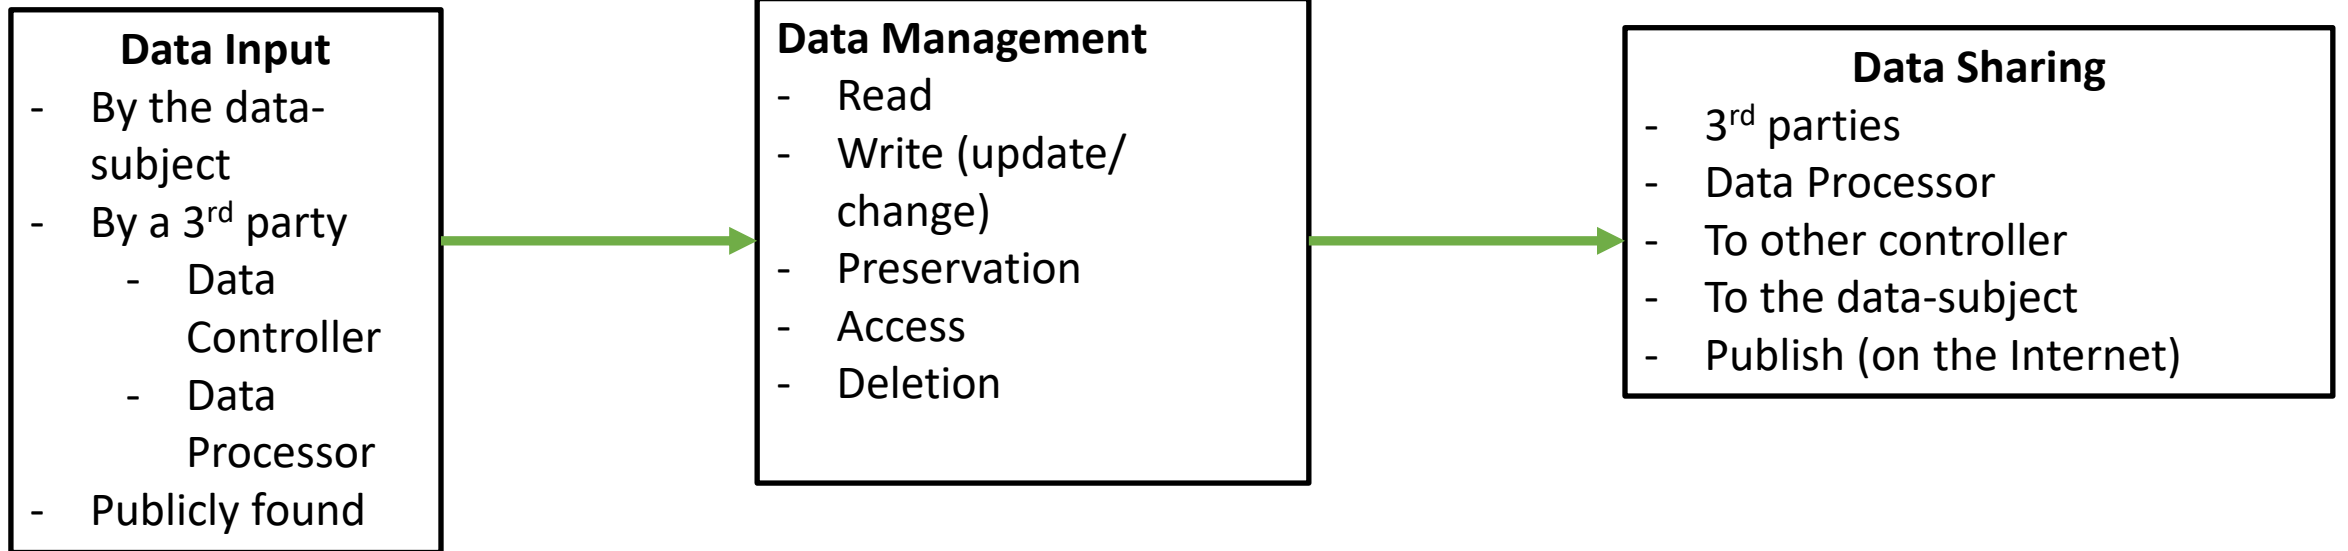 Data Input
- By the data-
subject
- By a 3rd party
- Data
Controller
- Data
Processor
- Publicly found
Data Management
- Read
- Write (update/
change)
- Preservation
- Access
- Deletion
Data Sharing
- 3rd parties
- Data Processor
- To other controller
- To the data-subject
- Publish (on the Internet)